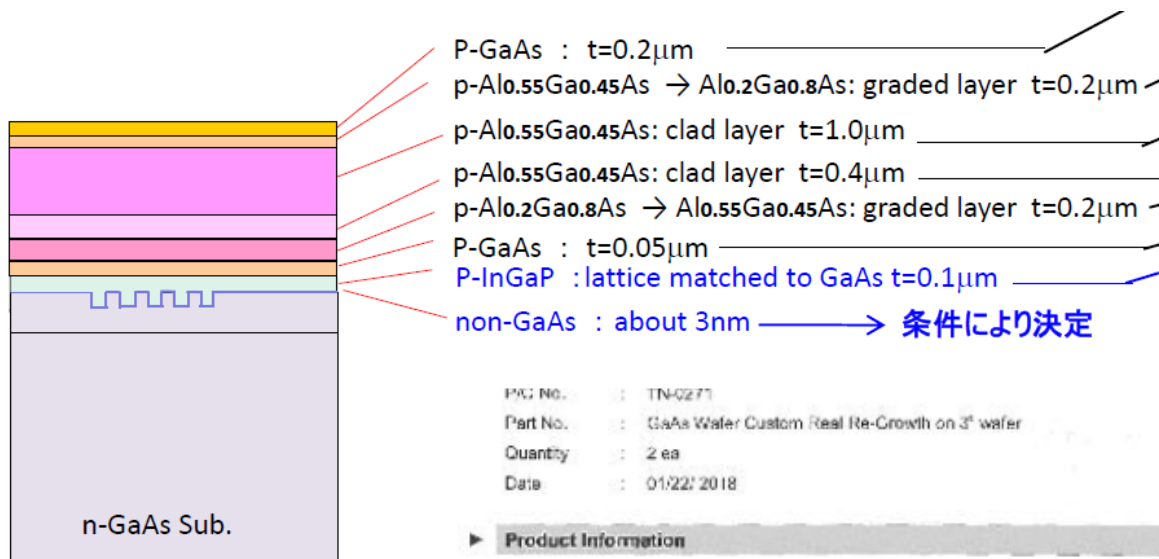 P-GaAs : t=0.2μm
p-Al0.55Ga0.45As → Al0.2Ga0.8As: graded layer t=0.2μm
p-Al0.55Ga0.45As: clad layer t=1.0μm
p-Al0.55Ga0.45As: clad layer t=0.4μm
p-Al0.2Ga0.8As → Al0.55Ga0.45As: graded layer t=0.2μm
P-GaAs : t=0.05μm
P-InGaP : lattice matched to GaAs t=0.1μm
non-GaAs : about 3nm → 条件により決定
P/C No. : TN-0271
Part No. : GaAs Wafer Custom Real Re-Growth on 3" wafer
Quantity : 2 ea
Date : 01/22/ 2018
► Product Information
n-GaAs Sub.